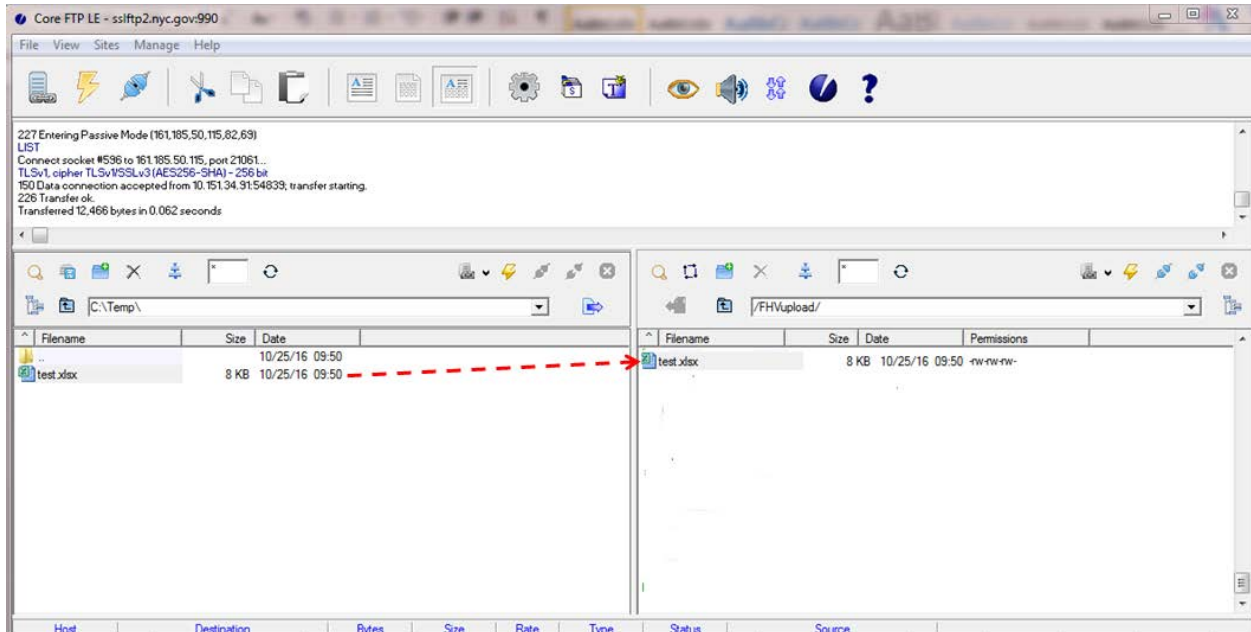 Core FTP LE - sslftp2.nyc.gov:990
File View Sites Manage Help
227 Entering Passive Mode (161,185,50,115,82,69)
LIST
Connect socket #596 to 161.185.50.115, port 21061...
TLSv1, cipher TLSv1/SSLv3 (AES256-SHA) - 256 bit
150 Data connection accepted from 10.151.34.91:54839; transfer starting.
226 Transfer ok.
Transferred 12,466 bytes in 0.062 seconds
* *
C:\Temp\ /FHVupload/
^ Filename Size Date ^ Filename Size Date Permissions
.. 10/25/16 09:50
test.xlsx 8 KB 10/25/16 09:50 test.xlsx 8 KB 10/25/16 09:50 -rw-rw-rw-
Host Destination Bytes Size Rate Type Status Source